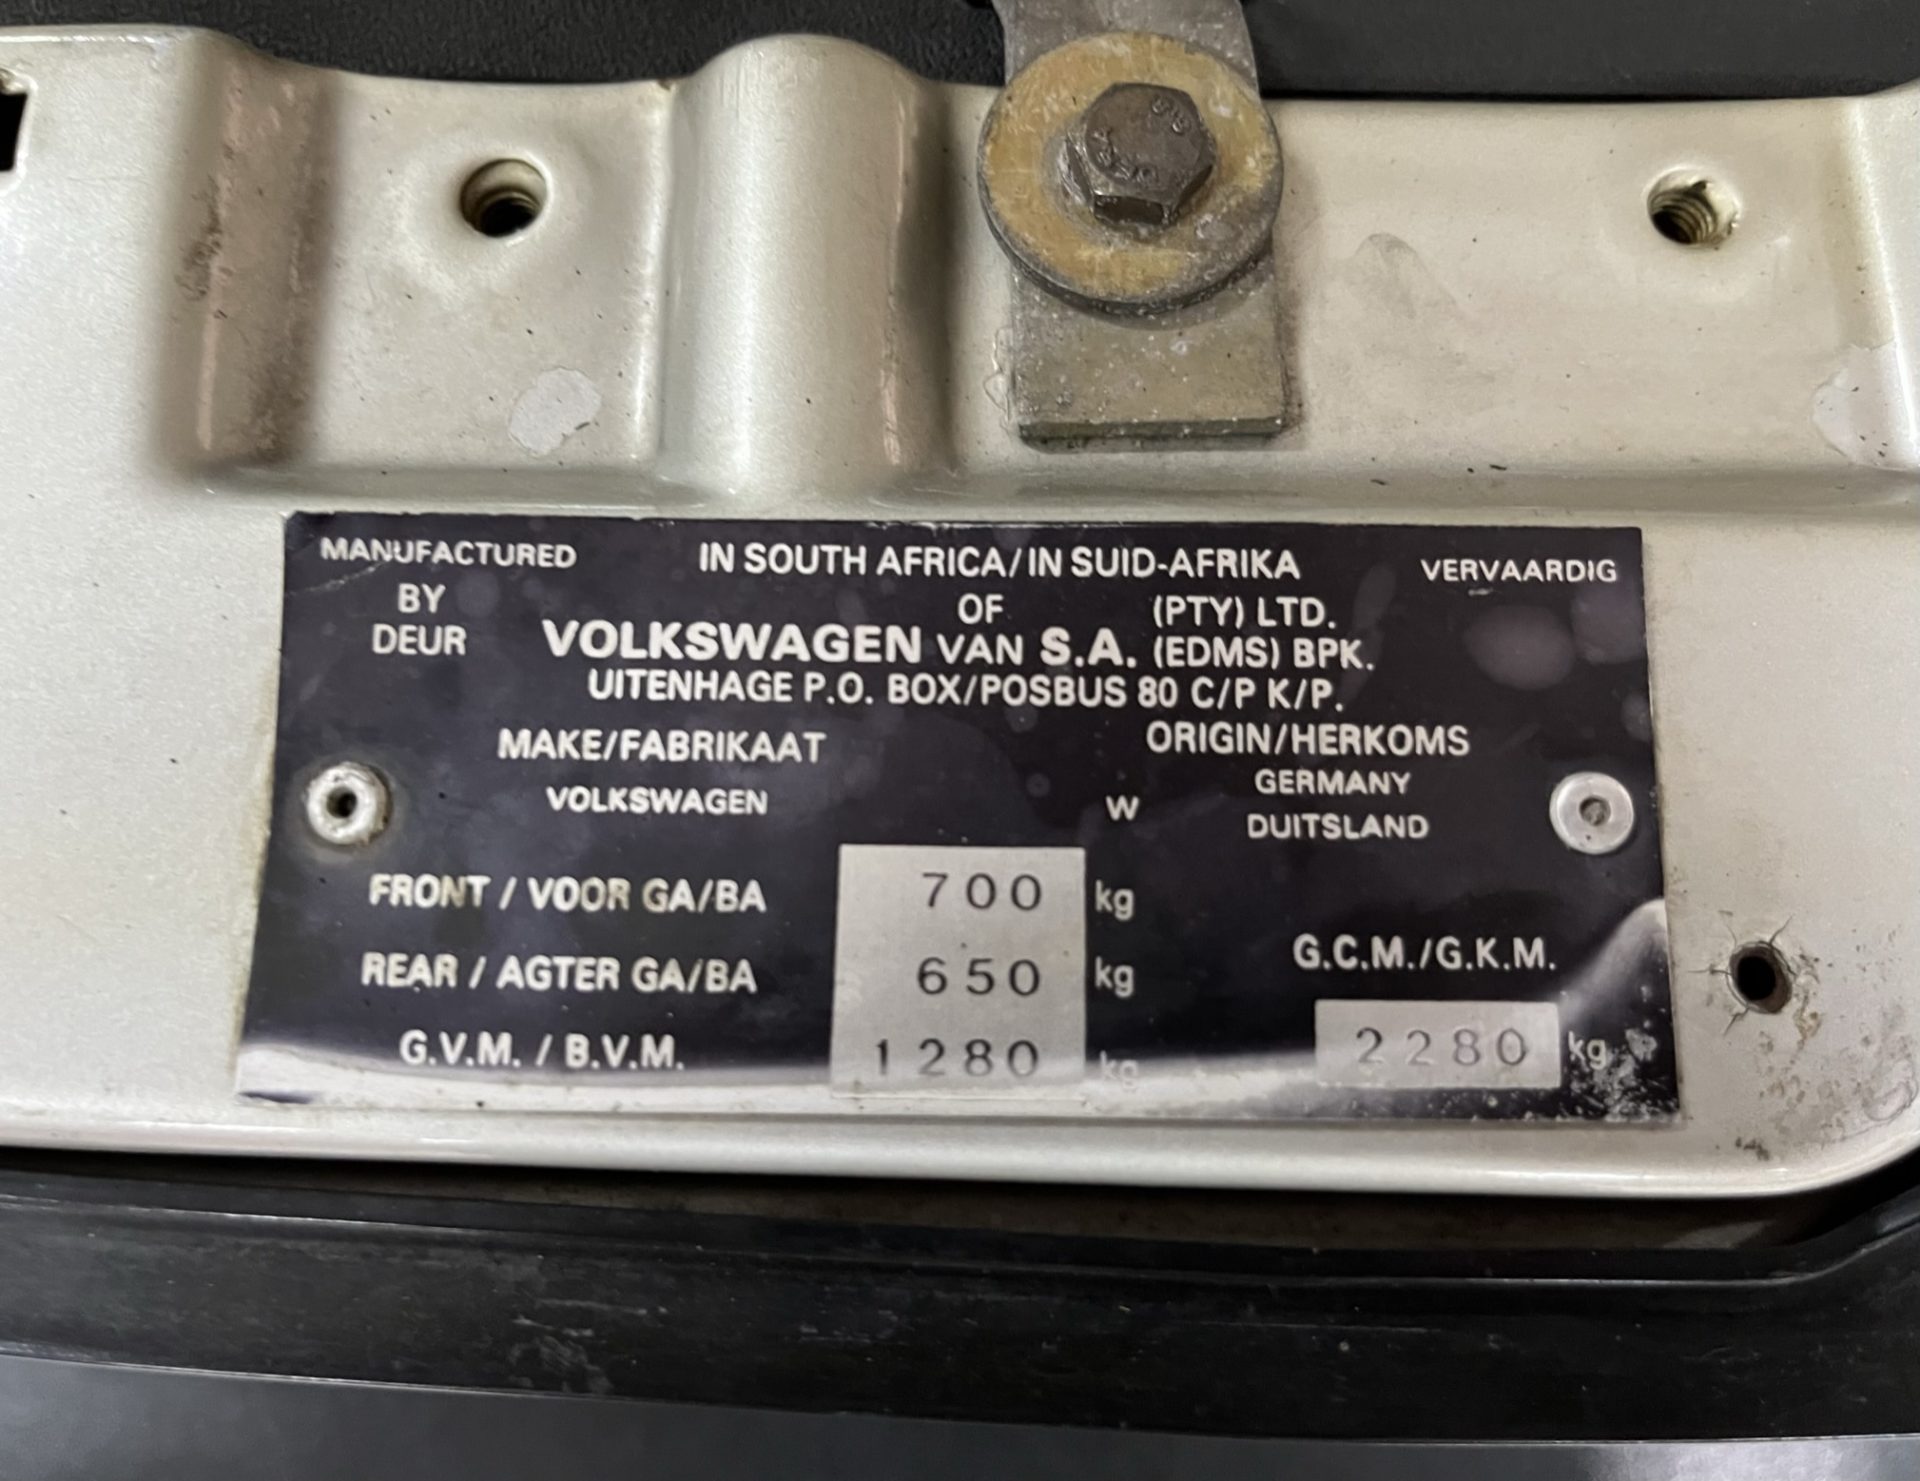 MANUFACTURED IN SOUTH AFRICA/IN SUID-AFRIKA VERVAARDIG
BY OF (PTY) LTD.
DEUR VOLKSWAGEN VAN S.A. (EDMS) BPK.
UITENHAGE P.O. BOX/POSBUS 80 C/P K/P.
MAKE/FABRIKAAT ORIGIN/HERKOMS
VOLKSWAGEN W GERMANY
DUITSLAND
FRONT / VOOR GA/BA 700 kg
REAR / AGTER GA/BA 650 kg G.C.M./G.K.M.
G.V.M. / B.V.M. 1280 kg 2280 kg